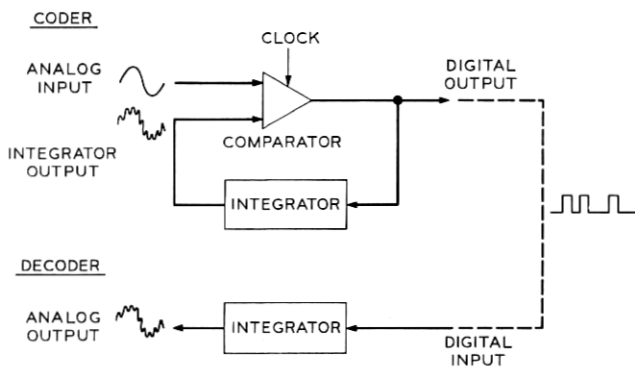 CODER
CLOCK
ANALOG
INPUT
DIGITAL
OUTPUT
INTEGRATOR
OUTPUT
COMPARATOR
INTEGRATOR
DECODER
ANALOG
OUTPUT
INTEGRATOR
DIGITAL
INPUT